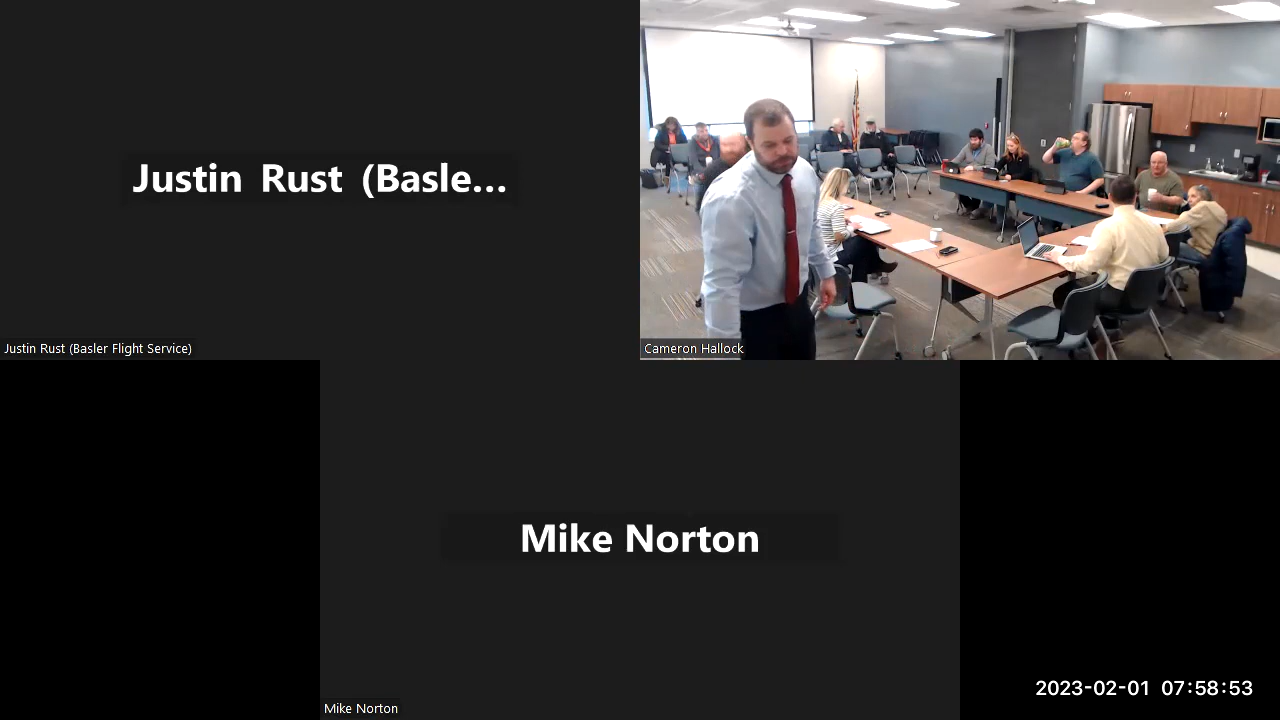 Justin Rust (Basle...
Justin Rust (Basler Flight Service)
Cameron Hallock
Mike Norton
Mike Norton
2023-02-01 07:58:53